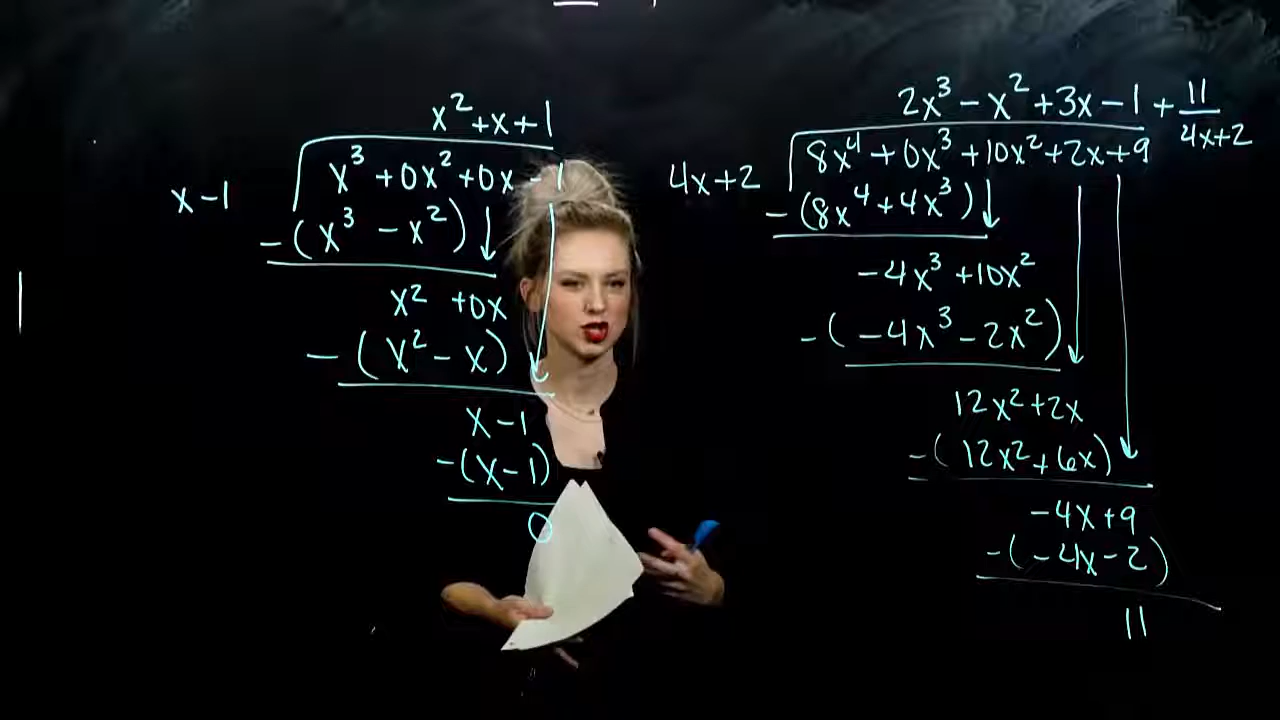 x² + x + 1
x - 1
x³ + 0x² + 0x - 1
- (x³ - x²)
x² + 0x
- (x² - x)
x - 1
- (x - 1)
0
2x³ - x² + 3x - 1 + 11/4x+2
4x + 2
8x⁴ + 0x³ + 10x² + 2x + 9
- (8x⁴ + 4x³)
-4x³ + 10x²
- (-4x³ - 2x²)
12x² + 2x
- (12x² + 6x)
-4x + 9
- (-4x - 2)
11